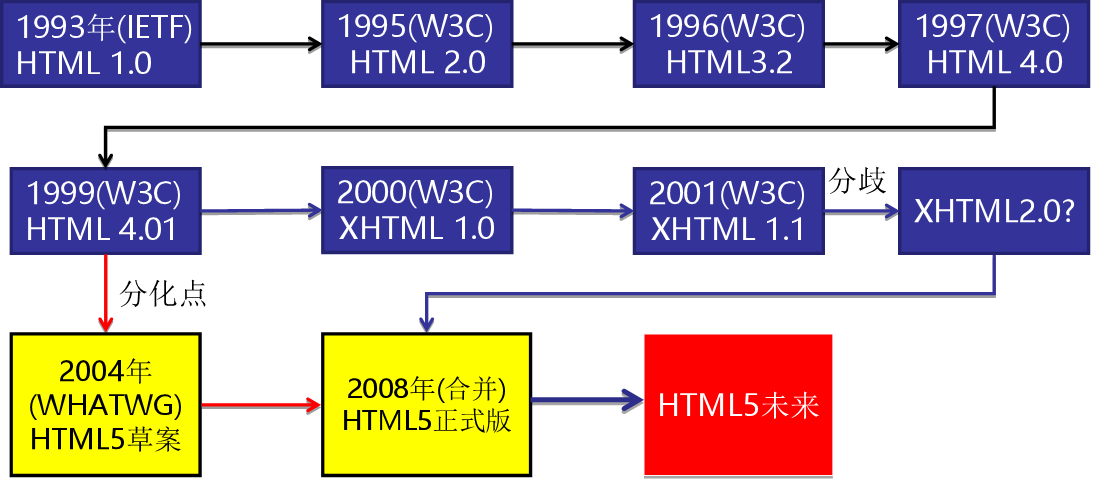 1993年(IETF)
HTML 1.0
1995(W3C)
HTML 2.0
1996(W3C)
HTML3.2
1997(W3C)
HTML 4.0
1999(W3C)
HTML 4.01
2000(W3C)
XHTML 1.0
2001(W3C)
XHTML 1.1
分歧
XHTML2.0?
分化点
2004年
(WHATWG)
HTML5草案
2008年(合并)
HTML5正式版
HTML5未来